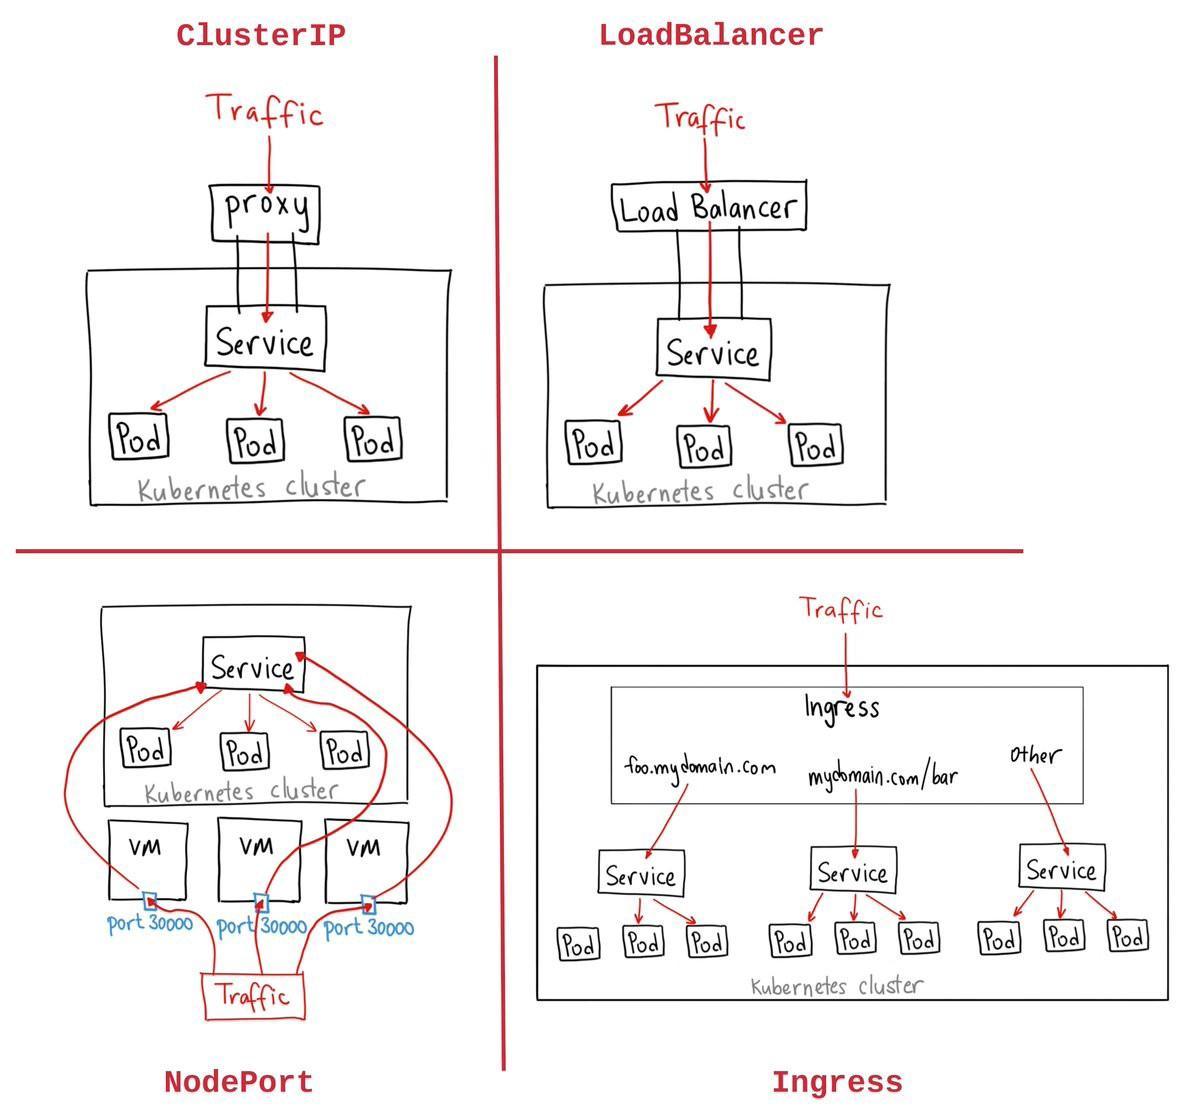 ClusterIP
Traffic
proxy
Service
Pod Pod Pod
Kubernetes cluster
LoadBalancer
Traffic
Load Balancer
Service
Pod Pod Pod
Kubernetes cluster
Service
Pod Pod Pod
Kubernetes cluster
VM VM VM
port 30000 port 30000 port 30000
Traffic
NodePort
Traffic
Ingress
foo.mydomain.com mydomain.com/bar Other
Service Service Service
Pod Pod Pod Pod Pod Pod Pod Pod Pod
Kubernetes cluster
Ingress